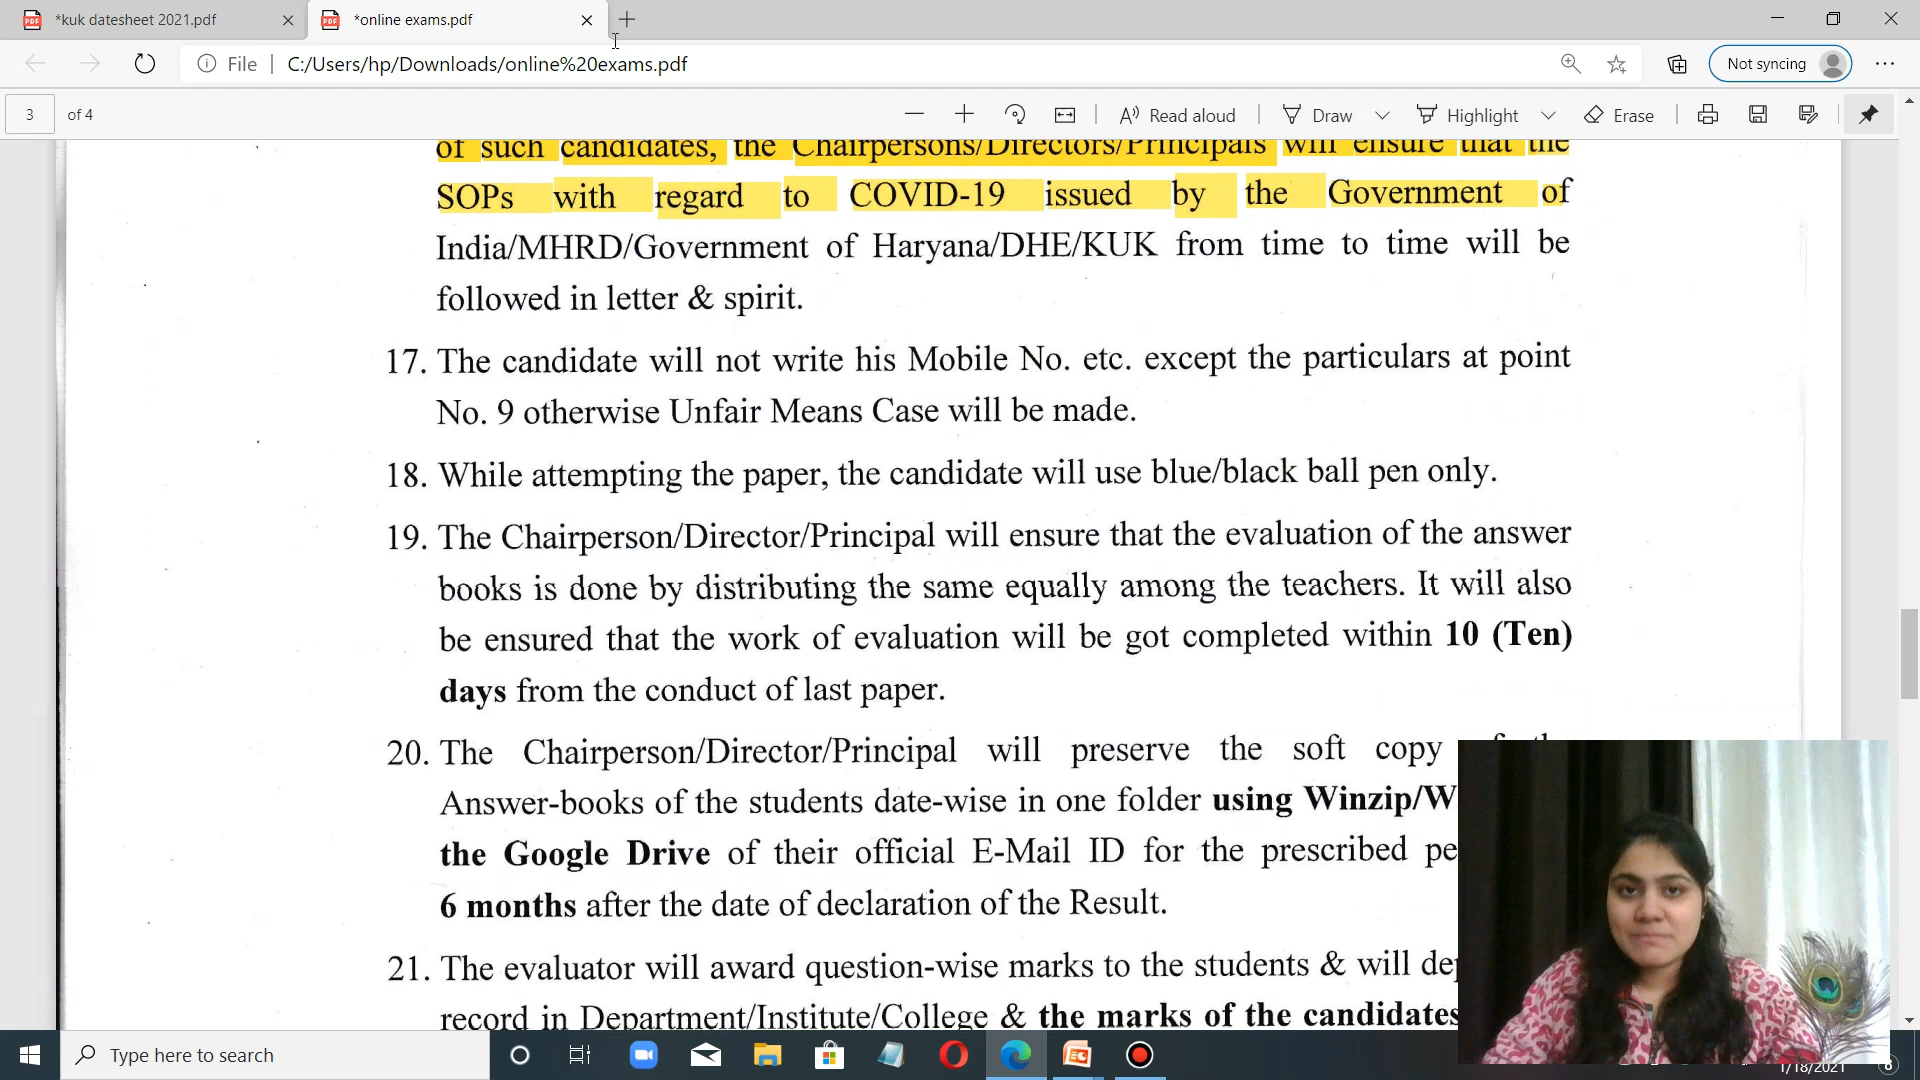 *kuk datesheet 2021.pdf
*online exams.pdf
File
C:/Users/hp/Downloads/online%20exams.pdf
Not syncing
3 of 4
Read aloud
Draw
Highlight
Erase
of such candidates, the Chairpersons/Directors/Principals will ensure that the
SOPs with regard to COVID-19 issued by the Government of
India/MHRD/Government of Haryana/DHE/KUK from time to time will be
followed in letter & spirit.
17. The candidate will not write his Mobile No. etc. except the particulars at point
No. 9 otherwise Unfair Means Case will be made.
18. While attempting the paper, the candidate will use blue/black ball pen only.
19. The Chairperson/Director/Principal will ensure that the evaluation of the answer
books is done by distributing the same equally among the teachers. It will also
be ensured that the work of evaluation will be got completed within 10 (Ten)
days from the conduct of last paper.
20. The Chairperson/Director/Principal will preserve the soft copy
Answer-books of the students date-wise in one folder using Winzip/W
the Google Drive of their official E-Mail ID for the prescribed pe
6 months after the date of declaration of the Result.
21. The evaluator will award question-wise marks to the students & will de
record in Department/Institute/College & the marks of the candidates
Type here to search
1/18/2021